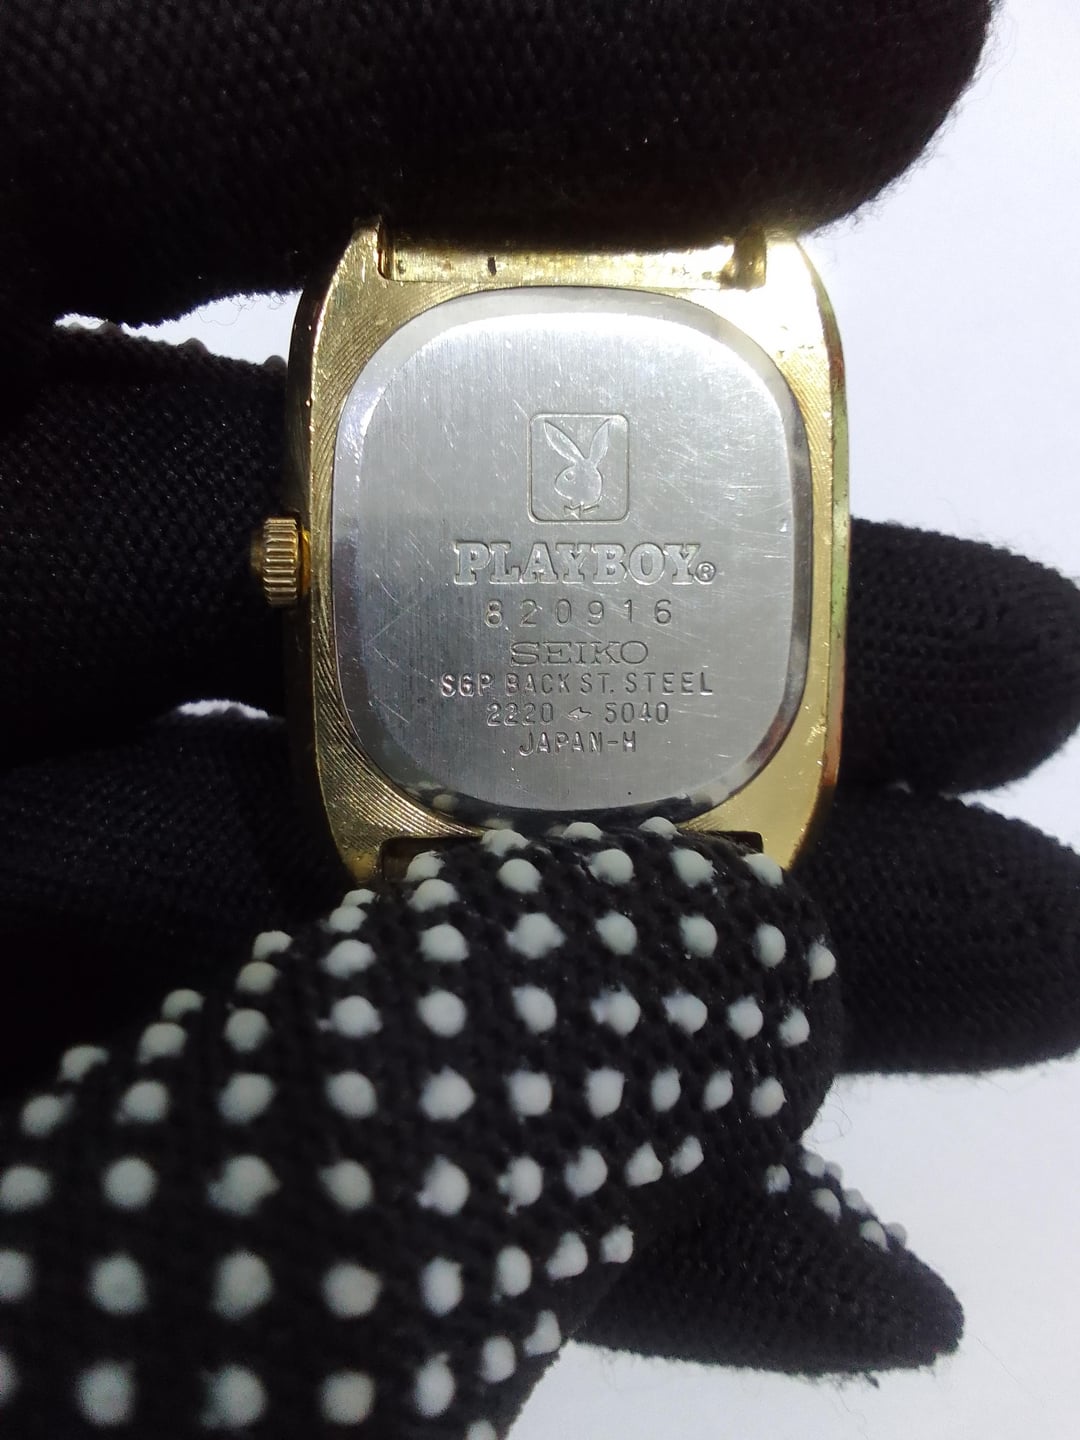 PLAYBOY®
820916
SEIKO
SGP BACK ST. STEEL
2220-5040
JAPAN-H